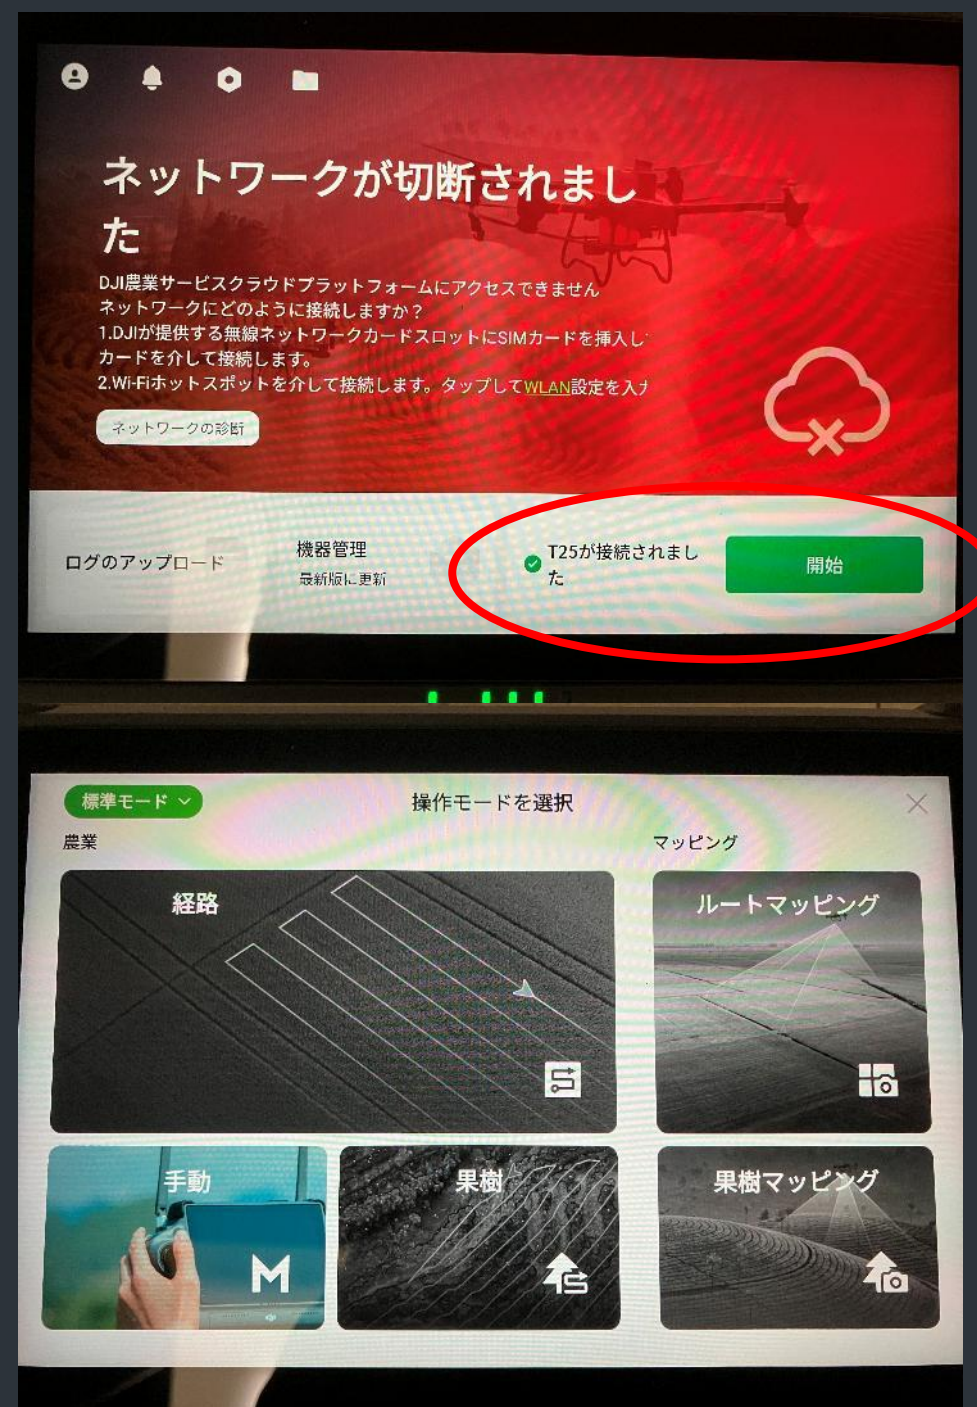 ネットワークが切断されまし
た
DJI農業サービスクラウドプラットフォームにアクセスできません
ネットワークにどのように接続しますか？
1.DJIが提供する無線ネットワークカードスロットにSIMカードを挿入し
カードを介して接続します。
2.Wi-Fiホットスポットを介して接続します。タップしてWLAN設定を入
ネットワークの診断
ログのアップロード
機器管理
最新版に更新
T25が接続されまし
た
開始
標準モード
操作モードを選択
農業
マッピング
経路
ルートマッピング
手動
M
果樹
果樹マッピング